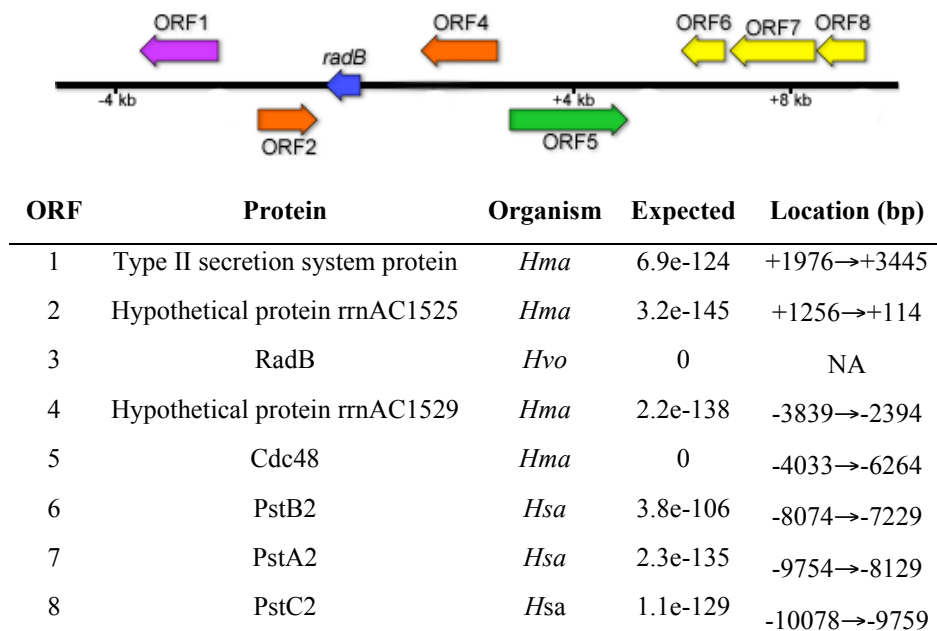 ORF1 ORF4 ORF6 ORF7 ORF8
radB
-4 kb +4 kb +8 kb
ORF2 ORF5
ORF Protein Organism Expected Location (bp)
1 Type II secretion system protein Hma 6.9e-124 +1976→+3445
2 Hypothetical protein rrnAC1525 Hma 3.2e-145 +1256→+114
3 RadB Hvo 0 NA
4 Hypothetical protein rrnAC1529 Hma 2.2e-138 -3839→-2394
5 Cdc48 Hma 0 -4033→-6264
6 PstB2 Hsa 3.8e-106 -8074→-7229
7 PstA2 Hsa 2.3e-135 -9754→-8129
8 PstC2 Hsa 1.1e-129 -10078→-9759